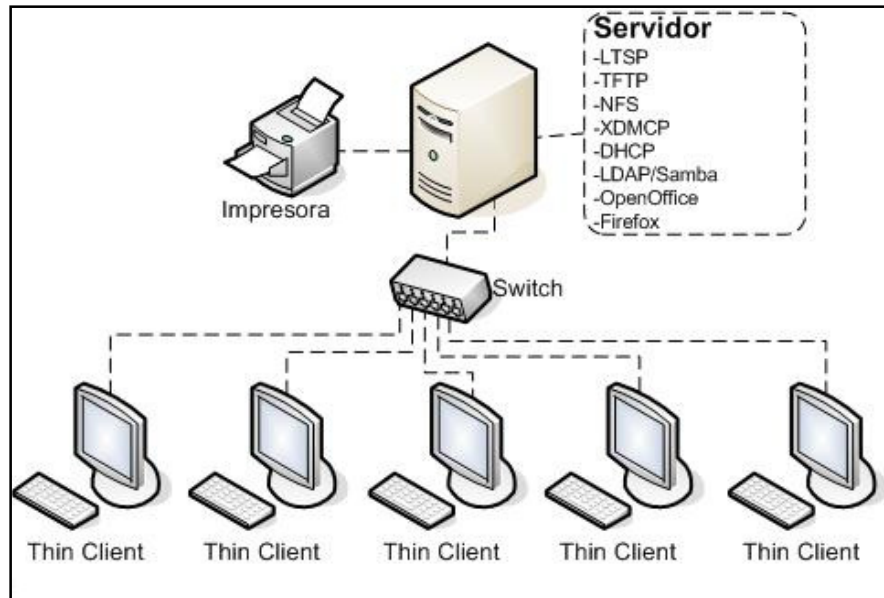 Servidor
-LTSP
-TFTP
-NFS
-XDMCP
-DHCP
-LDAP/Samba
-OpenOffice
-Firefox
Impresora
Switch
Thin Client
Thin Client
Thin Client
Thin Client
Thin Client